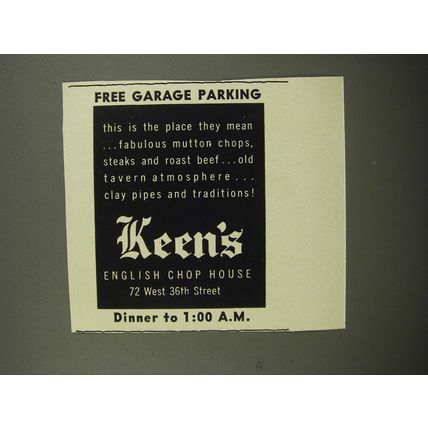 FREE GARAGE PARKING
this is the place they mean
...fabulous mutton chops,
steaks and roast beef...old
tavern atmosphere...
clay pipes and traditions!
Keen's
ENGLISH CHOP HOUSE
72 West 36th Street
Dinner to 1:00 A.M.